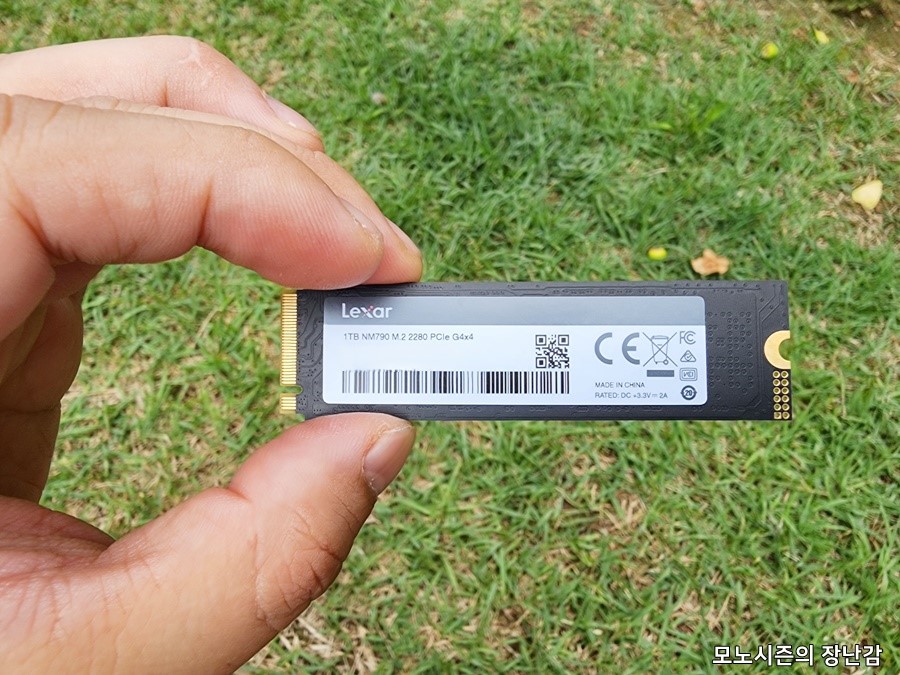 Lexar
1TB NM790 M.2 2280 PCIe G4x4
CE
FC
MADE IN CHINA
RATED: DC +3.3V ⎓ 2A
20
모노시즌의 장난감